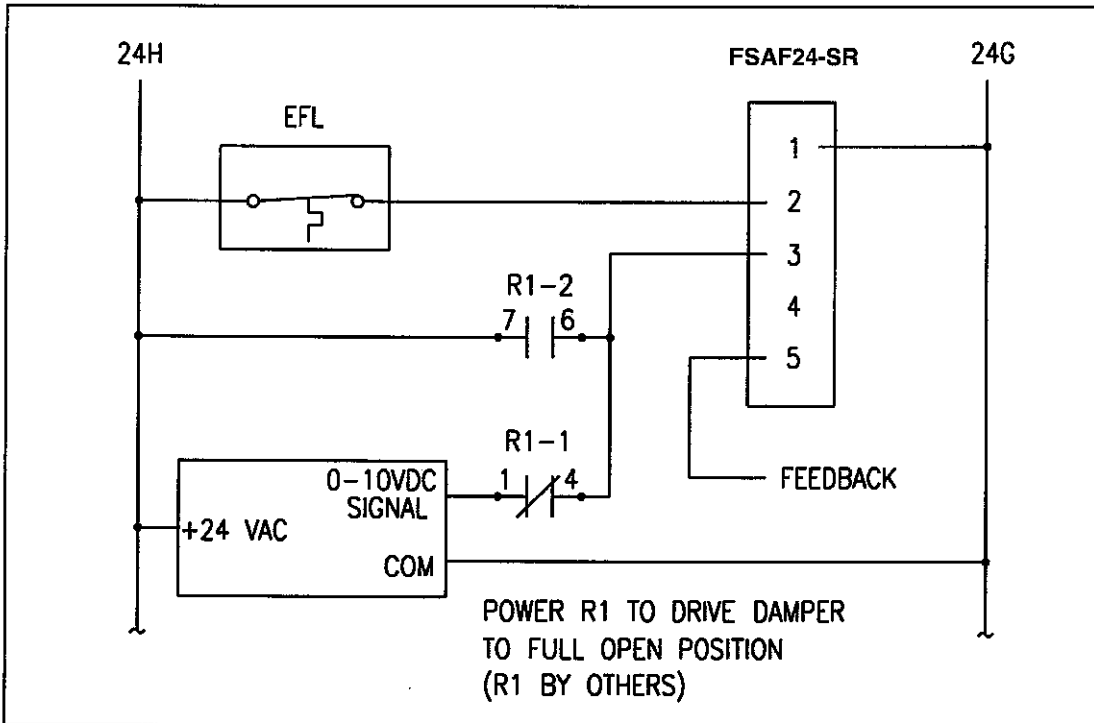 24H
FSAF24-SR
24G
EFL
1
2
3
4
5
R1-2
7 6
R1-1
1 4
0-10VDC
SIGNAL
+24 VAC
COM
FEEDBACK
POWER R1 TO DRIVE DAMPER
TO FULL OPEN POSITION
(R1 BY OTHERS)